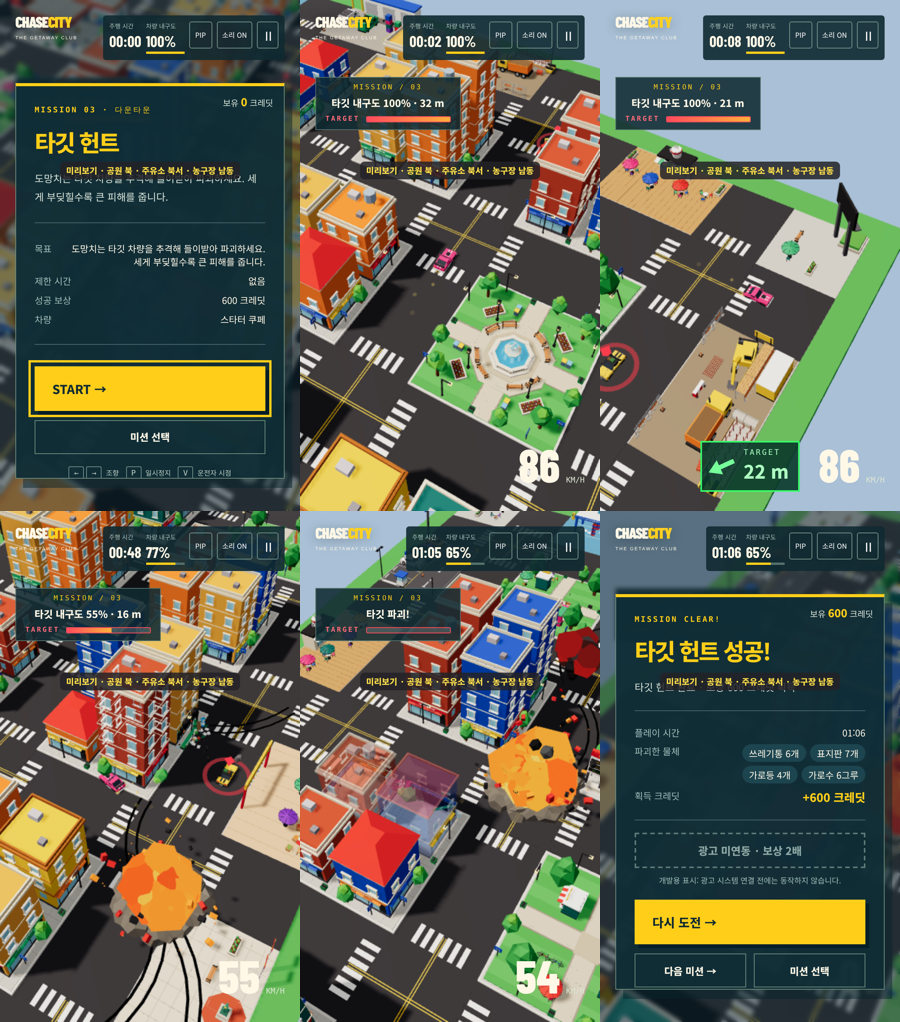 CHASECITY
THE GETAWAY CLUB
주행 시간 차량 내구도
00:00 100%
PIP
소리 ON
보유 0 크레딧
MISSION 03 · 다운타운
타깃 헌트
미리보기 · 공원 북 · 주유소 북서 · 농구장 남동
게 부딪힐수록 큰 피해를 줍니다.
목표 도망치는 타깃 차량을 추격해 들이받아 파괴하세요.
세게 부딪힐수록 큰 피해를 줍니다.
제한 시간 없음
성공 보상 600 크레딧
차량 스타터 쿠페
START →
미션 선택
← → 조향 P 일시정지 V 운전자 시점
CHASECITY
THE GETAWAY CLUB
주행 시간 차량 내구도
00:02 100%
PIP
소리 ON
MISSION / 03
타깃 내구도 100% · 32 m
TARGET
미리보기 · 공원 북 · 주유소 북서 · 농구장 남동
86 KM/H
CHASECITY
THE GETAWAY CLUB
주행 시간 차량 내구도
00:08 100%
PIP
소리 ON
MISSION / 03
타깃 내구도 100% · 21 m
TARGET
미리보기 · 공원 북 · 주유소 북서 · 농구장 남동
TARGET
22 m
86 KM/H
CHASECITY
THE GETAWAY CLUB
주행 시간 차량 내구도
00:48 77%
PIP
소리 ON
MISSION / 03
타깃 내구도 55% · 16 m
TARGET
미리보기 · 공원 북 · 주유소 북서 · 농구장 남동
55 KM/H
CHASECITY
THE GETAWAY CLUB
주행 시간 차량 내구도
01:05 65%
PIP
소리 ON
MISSION / 03
타깃 파괴!
TARGET
미리보기 · 공원 북 · 주유소 북서 · 농구장 남동
54 KM/H
CHASECITY
THE GETAWAY CLUB
주행 시간 차량 내구도
01:06 65%
PIP
소리 ON
보유 600 크레딧
MISSION CLEAR!
타깃 헌트 성공!
미리보기 · 공원 북 · 주유소 북서 · 농구장 남동
플레이 시간 01:06
파괴한 물체 쓰레기통 6개 표지판 7개
가로등 4개 가로수 6그루
획득 크레딧 +600 크레딧
광고 미연동 · 보상 2배
개발용 표시: 광고 시스템 연결 전에는 동작하지 않습니다.
다시 도전 →
다음 미션 →
미션 선택